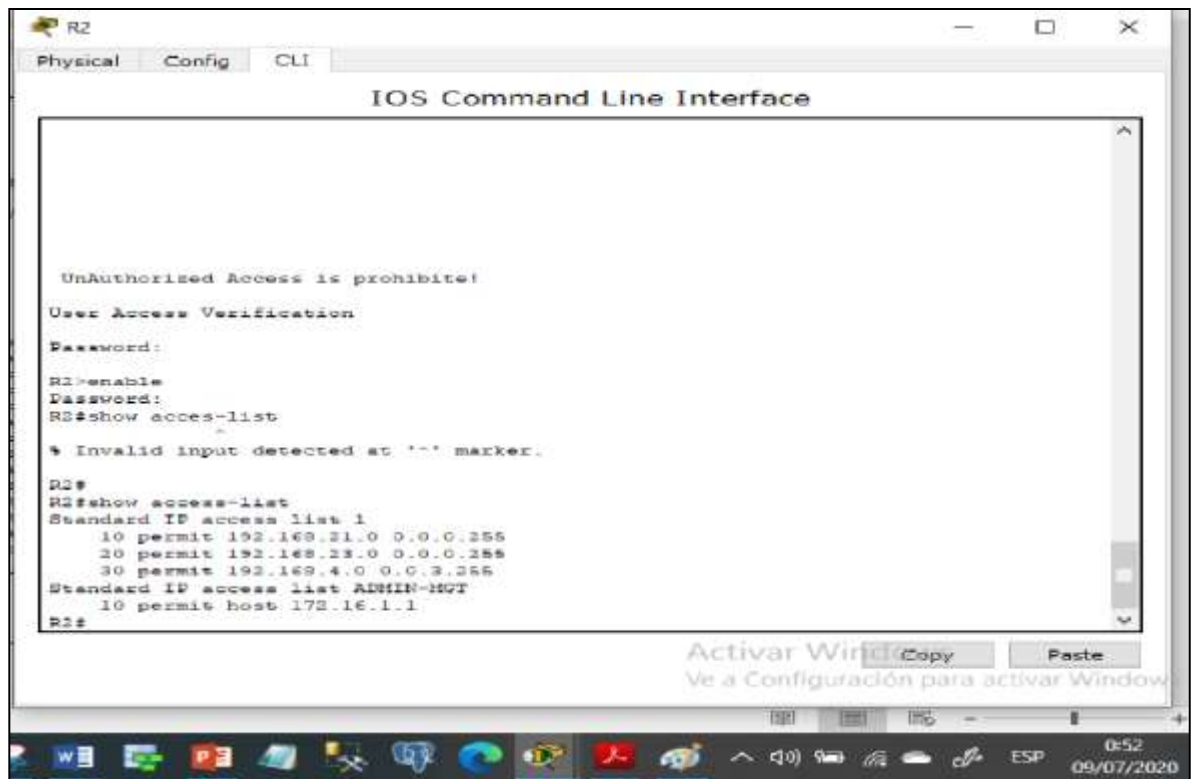 R2
Physical Config CLI
IOS Command Line Interface
UnAuthorized Access is prohibite!
User Access Verification
Password:
R2>enable
Password:
R2#show acces-list
^
% Invalid input detected at '^' marker.
R2#
R2#show access-list
Standard IP access list 1
10 permit 192.168.21.0 0.0.0.255
20 permit 192.168.23.0 0.0.0.255
30 permit 192.168.4.0 0.0.3.255
Standard IP access list ADMIN-MGT
10 permit host 172.16.1.1
R2#
Activar
Copy Paste
Ve a Configuración para activar Window
ESP
0:52
09/07/2020